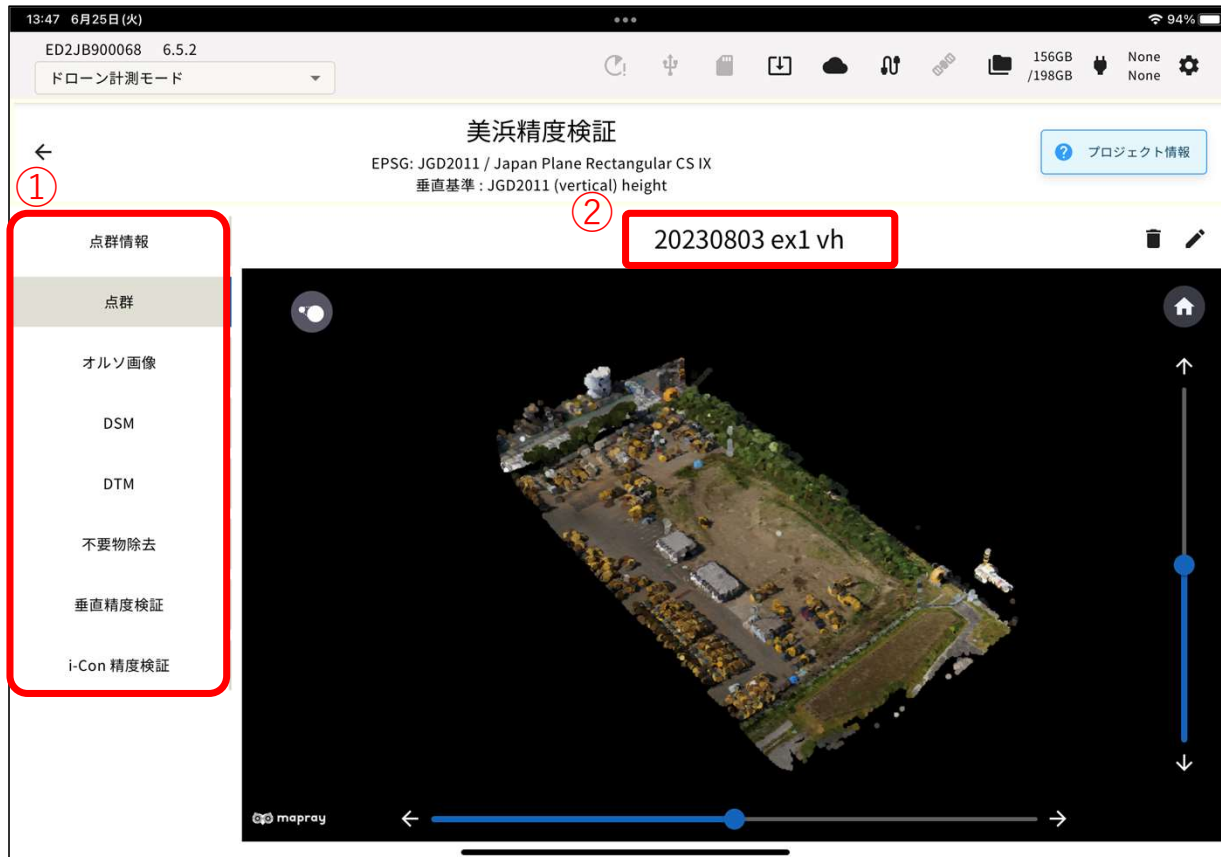 13:47 6月25日(火)
94%
ED2JB900068 6.5.2
ドローン計測モード
156GB
/198GB
None
None
美浜精度検証
EPSG: JGD2011 / Japan Plane Rectangular CS IX
垂直基準 : JGD2011 (vertical) height
? プロジェクト情報
①
②
20230803 ex1 vh
点群情報
点群
オルソ画像
DSM
DTM
不要物除去
垂直精度検証
i-Con 精度検証
mapray